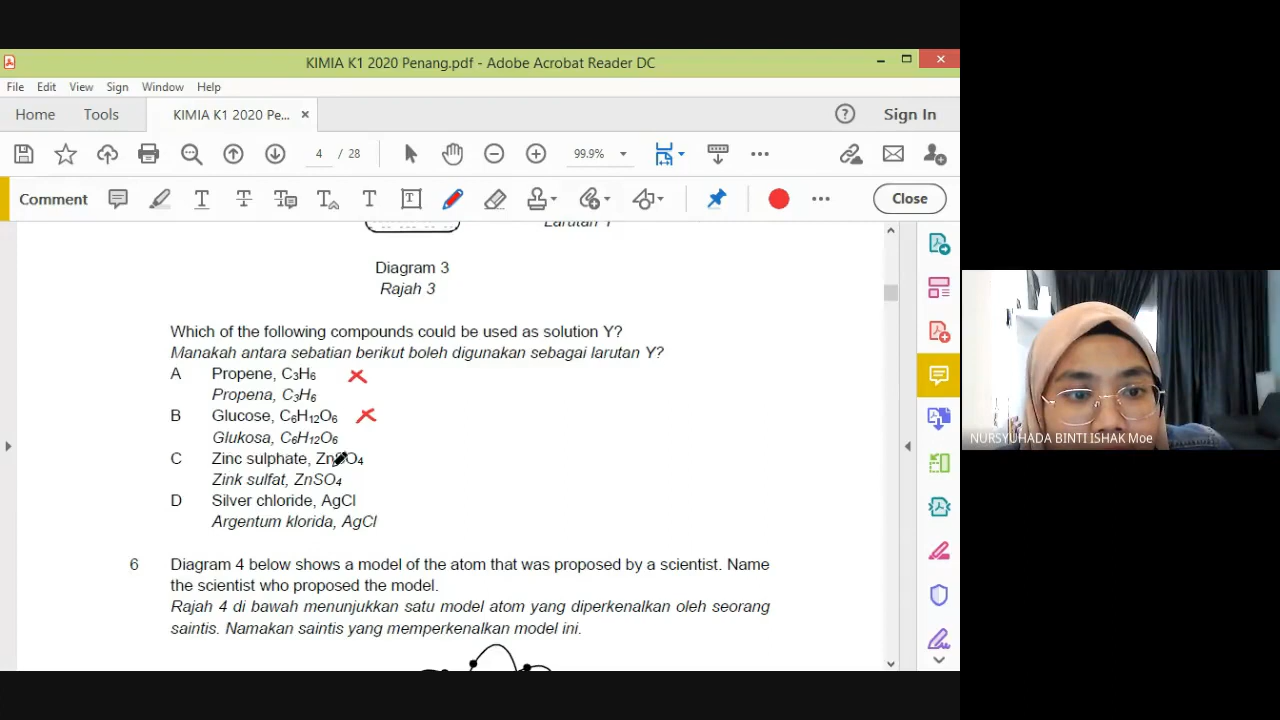 KIMIA K1 2020 Penang.pdf - Adobe Acrobat Reader DC
File Edit View Sign Window Help
Home Tools KIMIA K1 2020 Pe... × Sign In
4 / 28 99.9%
Comment Close
Larutan Y
Diagram 3
Rajah 3
Which of the following compounds could be used as solution Y?
Manakah antara sebatian berikut boleh digunakan sebagai larutan Y?
A Propene, C₃H₆
Propena, C₃H₆
B Glucose, C₆H₁₂O₆
Glukosa, C₆H₁₂O₆
C Zinc sulphate, ZnSO₄
Zink sulfat, ZnSO₄
D Silver chloride, AgCl
Argentum klorida, AgCl
6 Diagram 4 below shows a model of the atom that was proposed by a scientist. Name
the scientist who proposed the model.
Rajah 4 di bawah menunjukkan satu model atom yang diperkenalkan oleh seorang
saintis. Namakan saintis yang memperkenalkan model ini.
NURSYUHADA BINTI ISHAK Moe